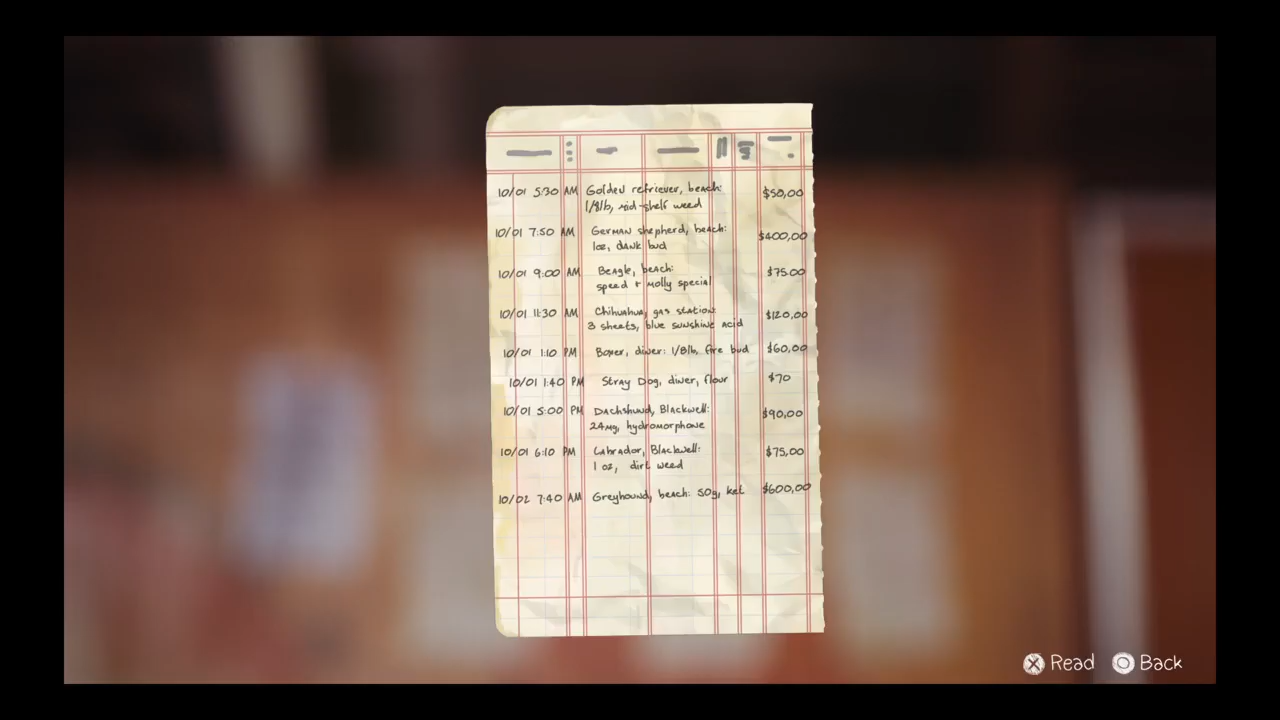 10/01 5:30 AM Golden retriever, beach: $50,00
1/8lb, mid-shelf weed
10/01 7:50 AM German shepherd, beach: $400,00
1oz, dank bud
10/01 9:00 AM Beagle, beach: $75.00
speed + Molly special
10/01 11:30 AM Chihuahua, gas station: $120,00
3 sheets, blue sunshine acid
10/01 1:10 PM Boxer, diner: 1/8lb, fire bud $60,00
10/01 1:40 PM Stray Dog, diner, flour $70
10/01 5:00 PM Dachshund, Blackwell: $90,00
24mg, hydromorphone
10/01 6:10 PM Labrador, Blackwell: $75,00
1 oz, dirt weed
10/02 7:40 AM Greyhound, beach: 50g, ket $600,00
Read Back